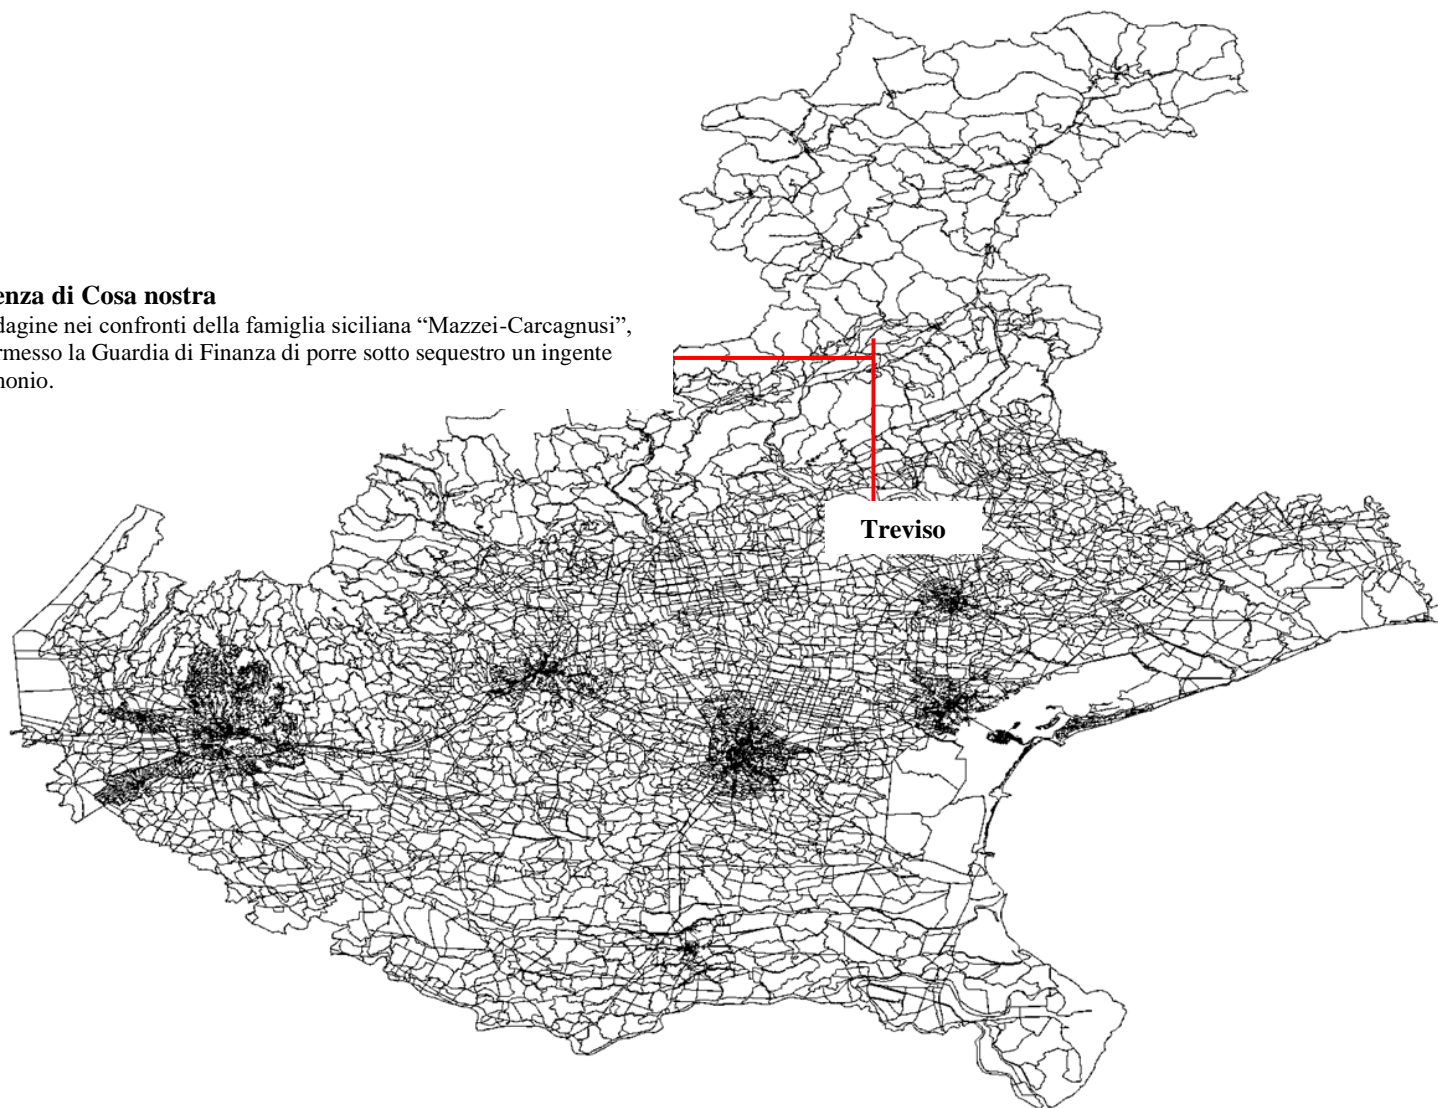 enza di Cosa nostra
dagine nei confronti della famiglia siciliana “Mazzei-Carcagnusi”,
rmesso la Guardia di Finanza di porre sotto sequestro un ingente
nonio.
Treviso